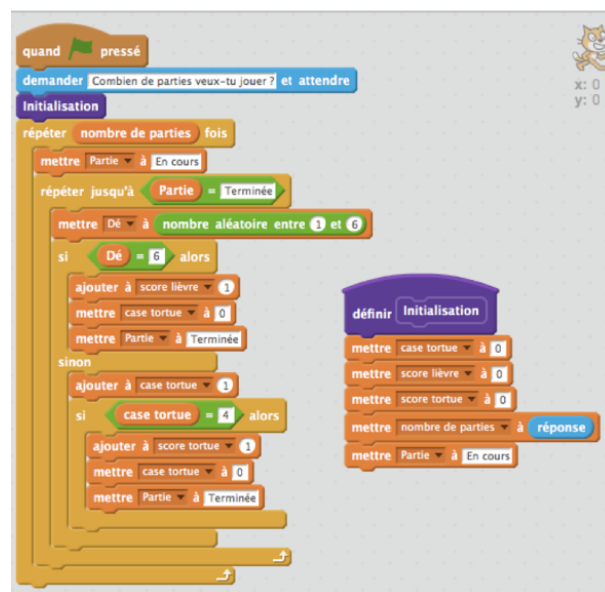 quand pressé
demander Combien de parties veux-tu jouer ? et attendre
Initialisation
répéter nombre de parties fois
mettre Partie à En cours
répéter jusqu'à Partie = Terminée
mettre Dé à nombre aléatoire entre 1 et 6
si Dé = 6 alors
ajouter à score lièvre 1
mettre case tortue à 0
mettre Partie à Terminée
sinon
ajouter à case tortue 1
si case tortue = 4 alors
ajouter à score tortue 1
mettre case tortue à 0
mettre Partie à Terminée
x: 0
y: 0
définir Initialisation
mettre case tortue à 0
mettre score lièvre à 0
mettre score tortue à 0
mettre nombre de parties à réponse
mettre Partie à En cours